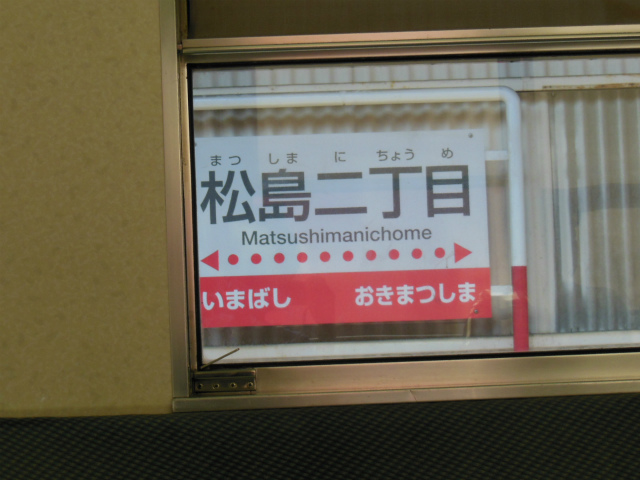 まつ しま に ちょう め
松島二丁目
Matsushimanichome
いまばし おきまつしま